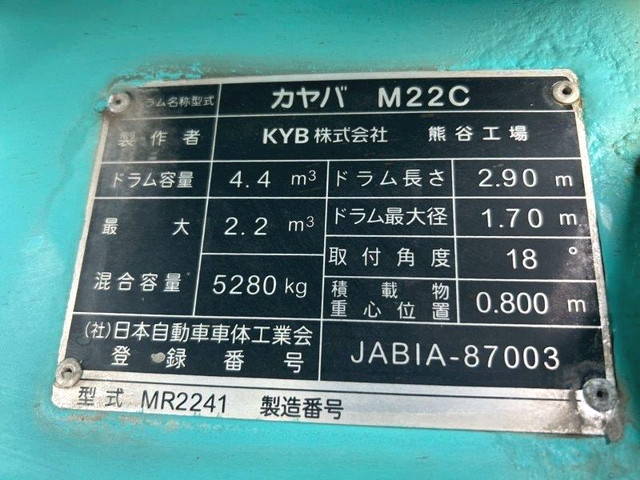 ドラム名称型式 カヤバ M22C
製作者 KYB株式会社 熊谷工場
ドラム容量 4.4 m³ ドラム長さ 2.90 m
最大混合容量 2.2 m³ ドラム最大径 1.70 m
5280kg 取付角度 18°
積載物重心位置 0.800 m
(社)日本自動車車体工業会
登録番号 JABIA-87003
型式 MR2241 製造番号